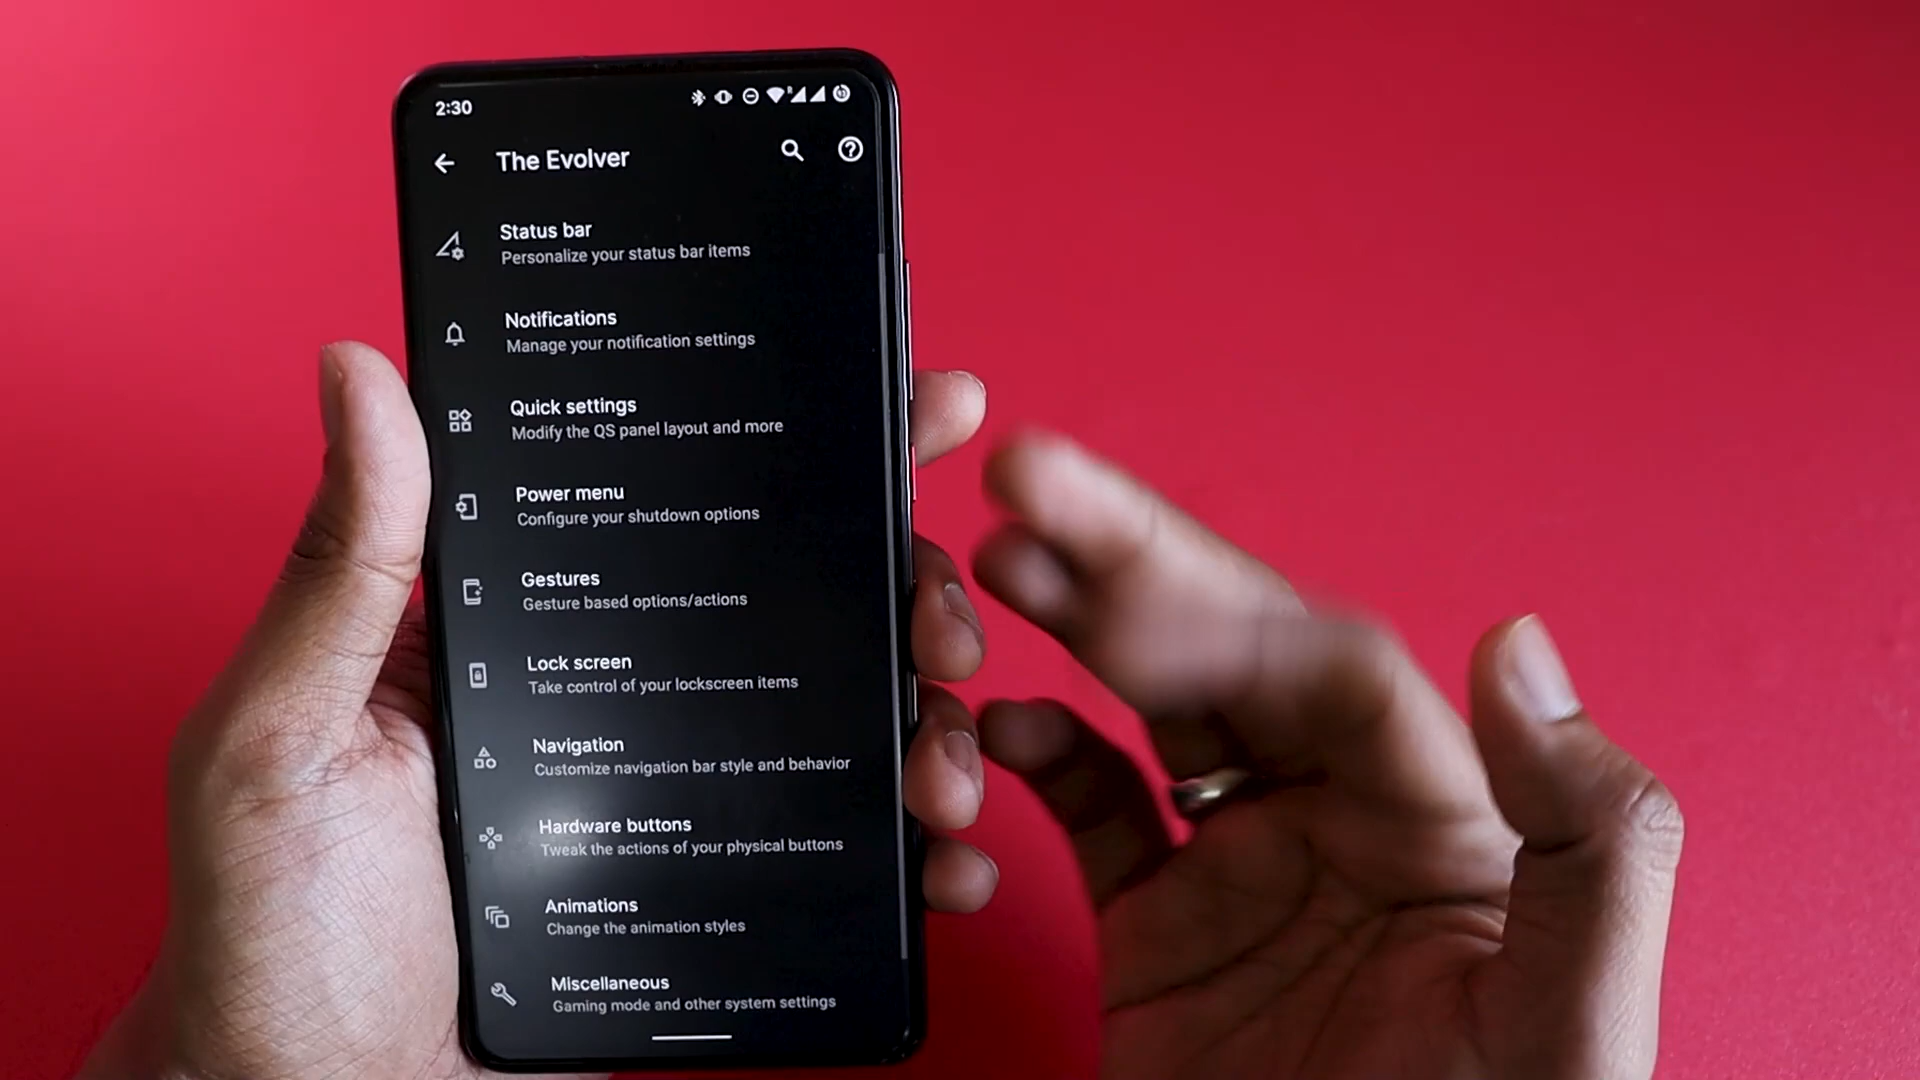 2:30
The Evolver
Status bar
Personalize your status bar items
Notifications
Manage your notification settings
Quick settings
Modify the QS panel layout and more
Power menu
Configure your shutdown options
Gestures
Gesture based options/actions
Lock screen
Take control of your lockscreen items
Navigation
Customize navigation bar style and behavior
Hardware buttons
Tweak the actions of your physical buttons
Animations
Change the animation styles
Miscellaneous
Gaming mode and other system settings